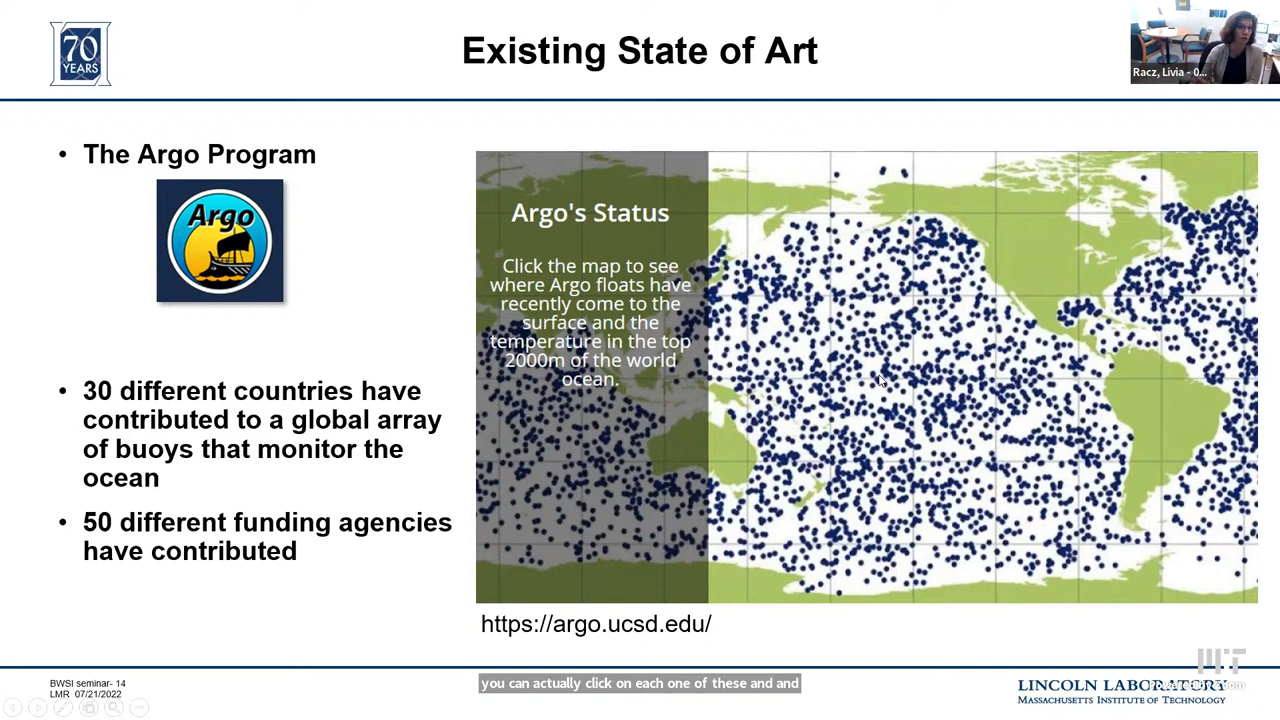 70
YEARS
Existing State of Art
Racz, Livia - 0...
• The Argo Program
Argo
• 30 different countries have
contributed to a global array
of buoys that monitor the
ocean
• 50 different funding agencies
have contributed
Argo's Status
Click the map to see
where Argo floats have
recently come to the
surface and the
temperature in the top
2000m of the world
ocean.
https://argo.ucsd.edu/
BWSI seminar- 14
LMR 07/21/2022
you can actually click on each one of these and and
MIT
LINCOLN LABORATORY
MASSACHUSETTS INSTITUTE OF TECHNOLOGY